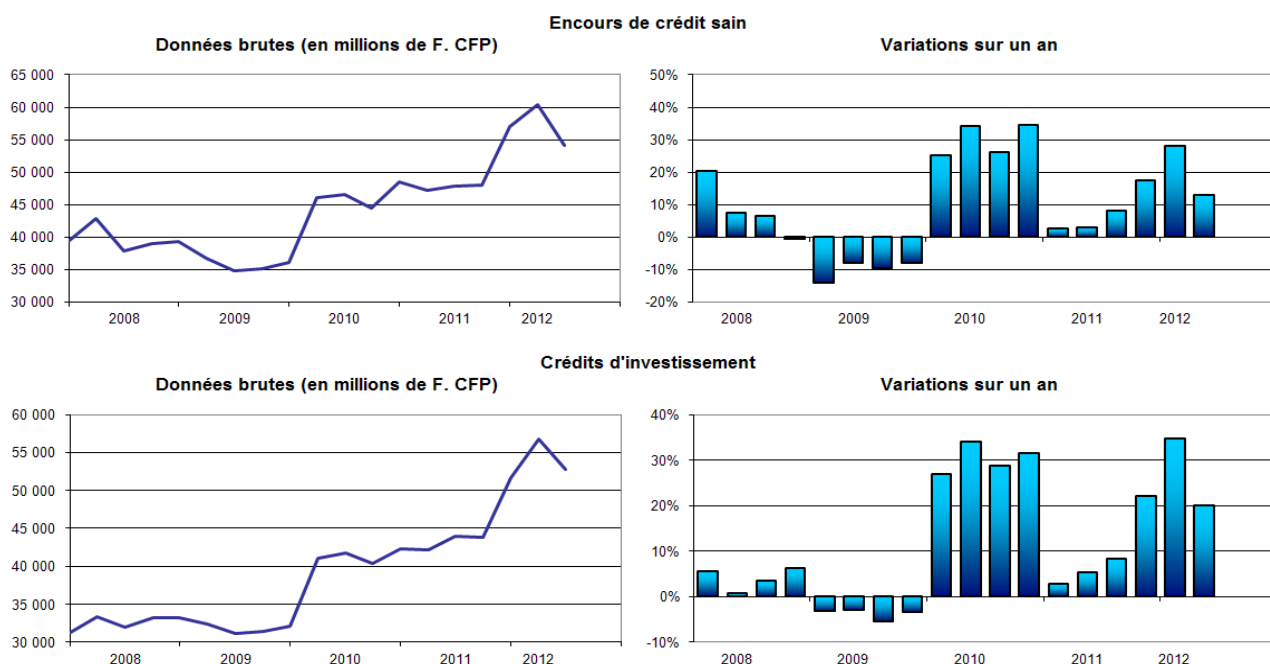 Encours de crédit sain
Données brutes (en millions de F. CFP)
65 000
60 000
55 000
50 000
45 000
40 000
35 000
30 000
2008 2009 2010 2011 2012
Variations sur un an
50%
40%
30%
20%
10%
0%
-10%
-20%
2008 2009 2010 2011 2012
Crédits d'investissement
Données brutes (en millions de F. CFP)
60 000
55 000
50 000
45 000
40 000
35 000
30 000
2008 2009 2010 2011 2012
Variations sur un an
40%
30%
20%
10%
0%
-10%
2008 2009 2010 2011 2012